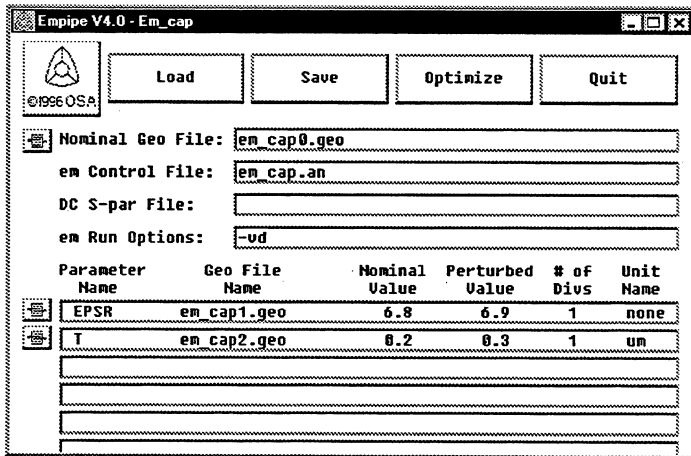 Empipe V4.0 - Em_cap
©1996 OSA
Load Save Optimize Quit
Nominal Geo File: em_cap0.geo
em Control File: em_cap.an
DC S-par File:
em Run Options: -vd
Parameter Geo File Nominal Perturbed # of Unit
Name Name Value Value Divs Name
EPSR em_cap1.geo 6.8 6.9 1 none
T em_cap2.geo 0.2 0.3 1 um